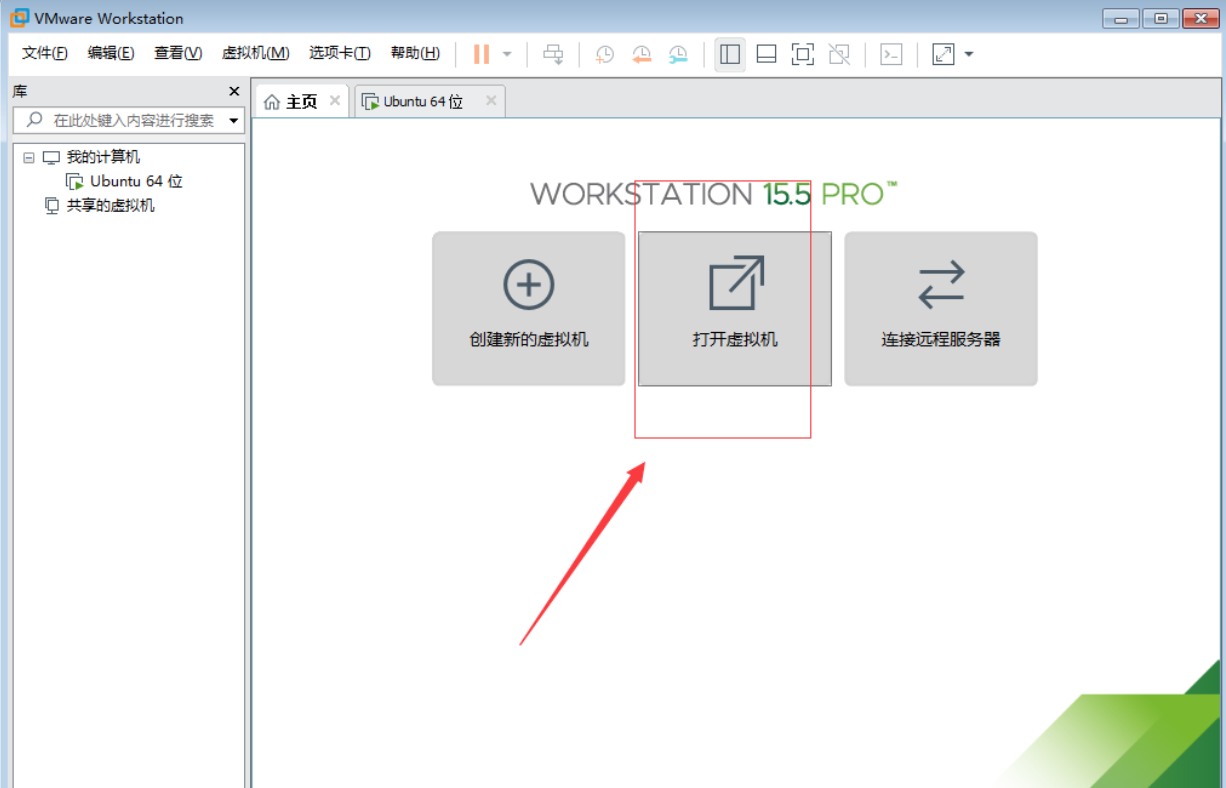 VMware Workstation
文件(F) 编辑(E) 查看(V) 虚拟机(M) 选项卡(T) 帮助(H)
库
在此处键入内容进行搜索
我的计算机
Ubuntu 64 位
共享的虚拟机
主页 Ubuntu 64 位
WORKSTATION 15.5 PRO™
创建新的虚拟机 打开虚拟机 连接远程服务器